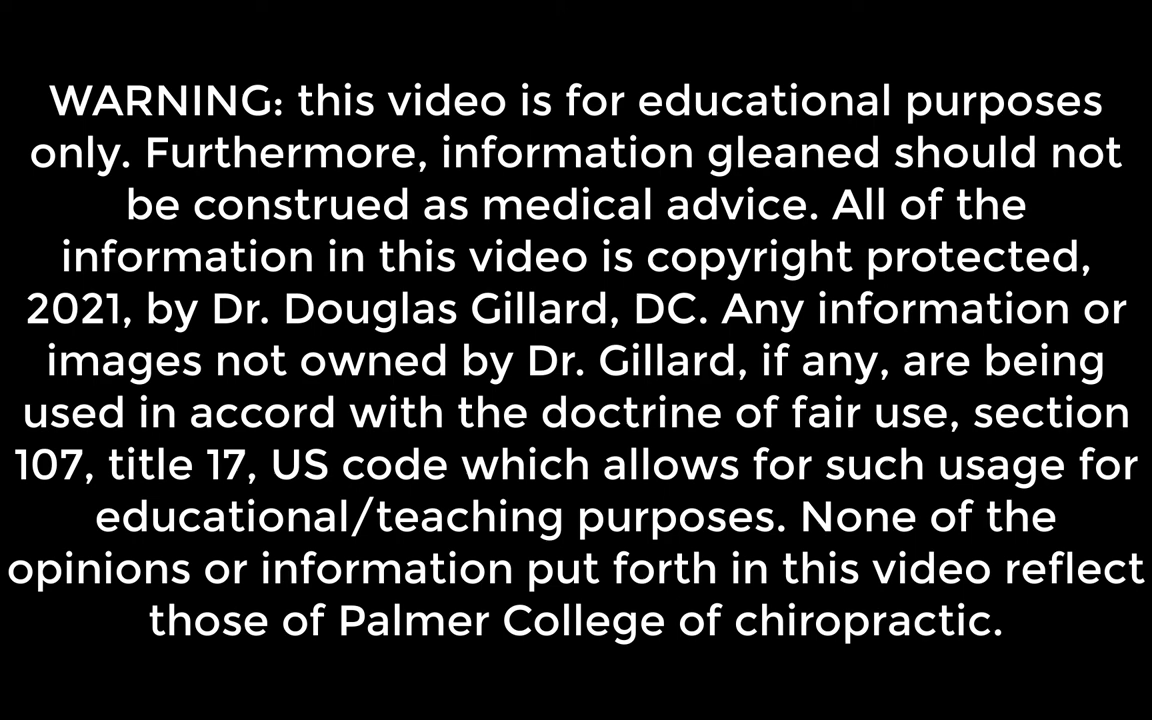 WARNING: this video is for educational purposes
only. Furthermore, information gleaned should not
be construed as medical advice. All of the
information in this video is copyright protected,
2021, by Dr. Douglas Gillard, DC. Any information or
images not owned by Dr. Gillard, if any, are being
used in accord with the doctrine of fair use, section
107, title 17, US code which allows for such usage for
educational/teaching purposes. None of the
opinions or information put forth in this video reflect
those of Palmer College of chiropractic.